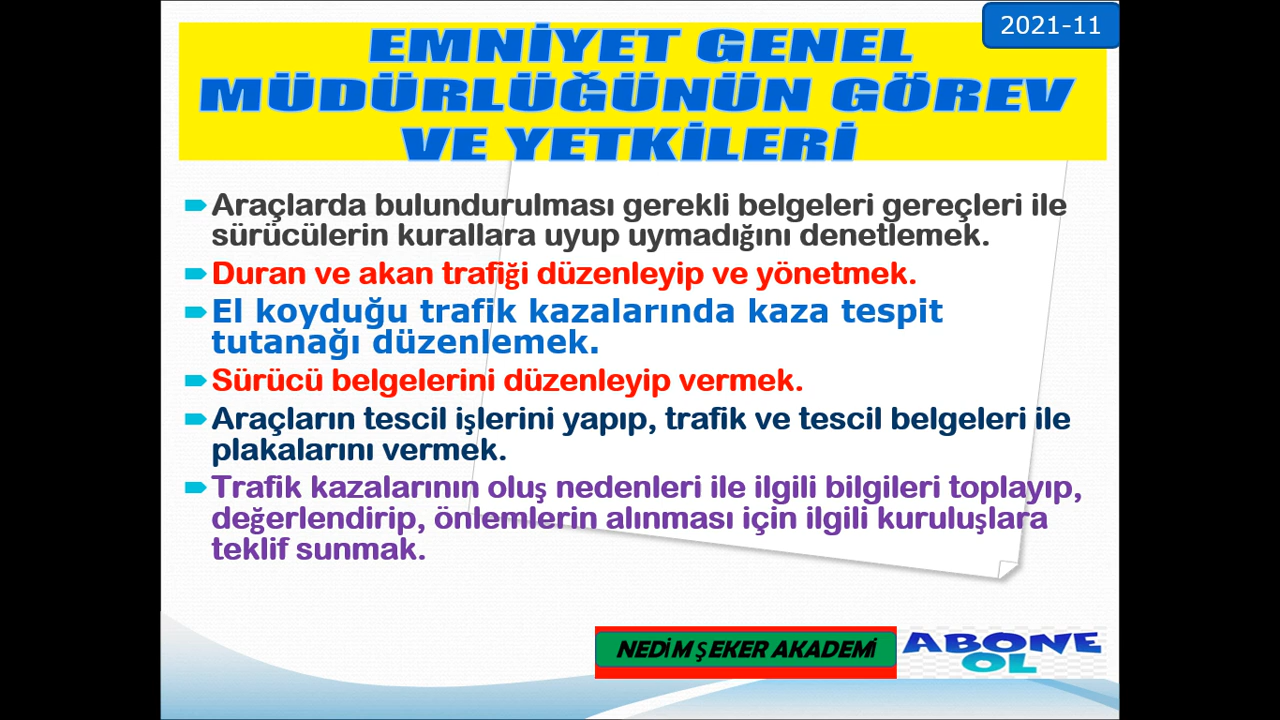 2021-11
EMNİYET GENEL
MÜDÜRLÜĞÜNÜN GÖREV
VE YETKİLERİ
Araçlarda bulundurulması gerekli belgeleri gereçleri ile
sürücülerin kurallara uyup uymadığını denetlemek.
Duran ve akan trafiği düzenleyip ve yönetmek.
El koyduğu trafik kazalarında kaza tespit
tutanağı düzenlemek.
Sürücü belgelerini düzenleyip vermek.
Araçların tescil işlerini yapıp, trafik ve tescil belgeleri ile
plakalarını vermek.
Trafik kazalarının oluş nedenleri ile ilgili bilgileri toplayıp,
değerlendirip, önlemlerin alınması için ilgili kuruluşlara
teklif sunmak.
NEDİM ŞEKER AKADEMİ
ABONE
OL